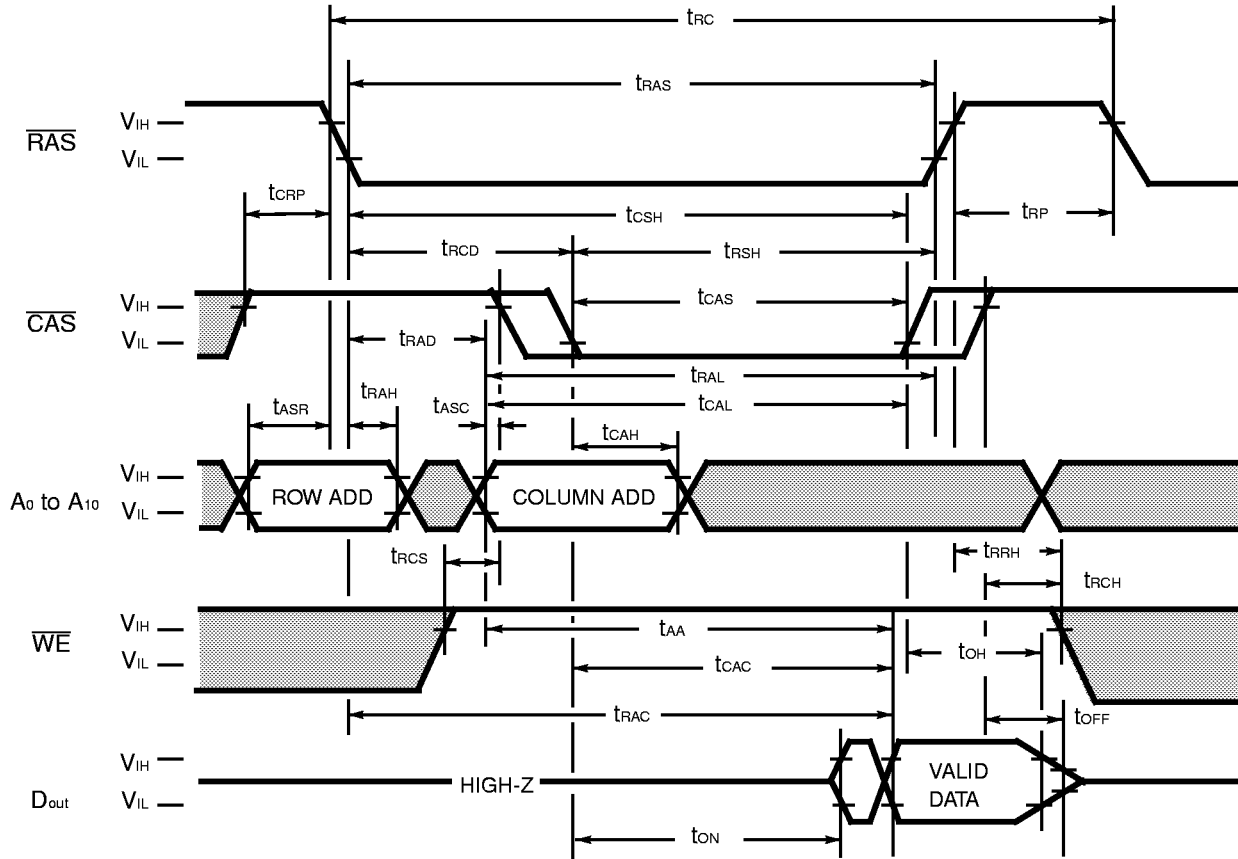 tRC
tRAS
VIH
RAS
VIL
tCRP
tCSH
tRP
tRCD
tRSH
VIH
CAS
VIL
tCAS
tRAD
tRAL
tASR
tRAH
tASC
tCAL
tCAH
VIH
A0 to A10
VIL
ROW ADD
COLUMN ADD
tRCS
tRRH
tRCH
VIH
WE
VIL
tAA
tOH
tCAC
tRAC
tOFF
VIH
Dout
VIL
HIGH-Z
VALID
DATA
tON